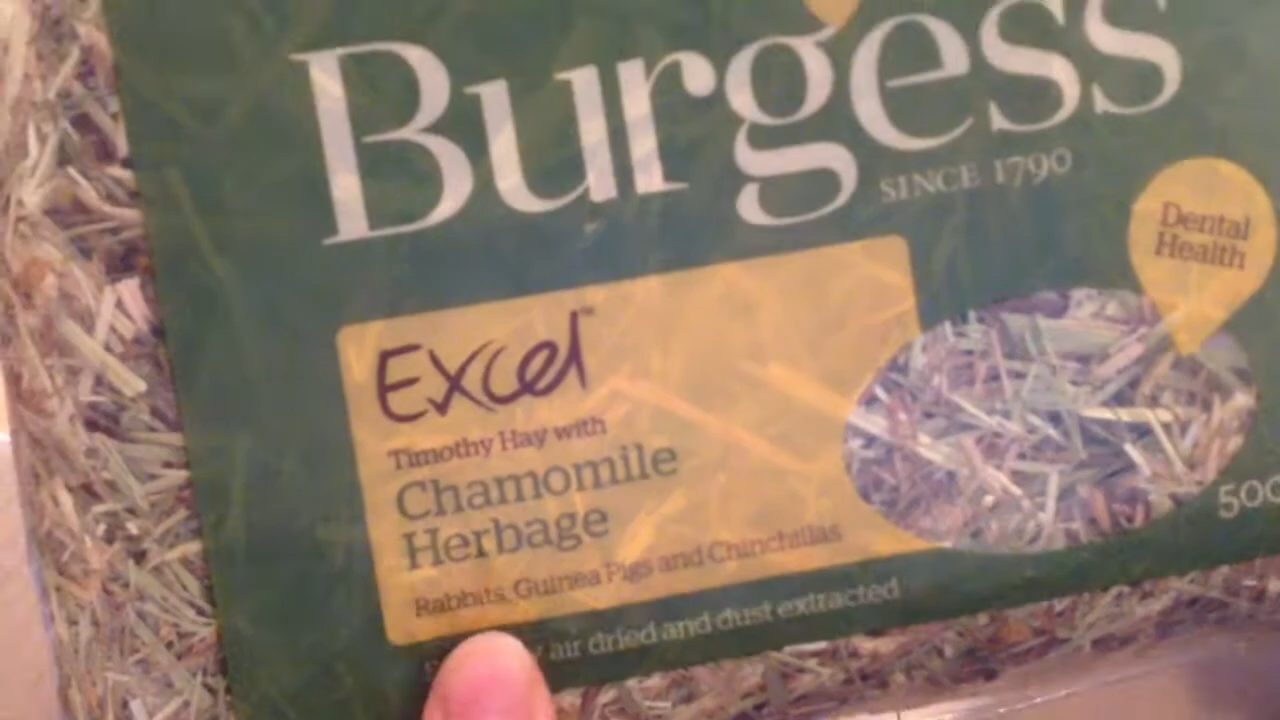 Burgess
SINCE 1790
Dental
Health
Excel™
Timothy Hay with
Chamomile
Herbage
Rabbits, Guinea Pigs and Chinchillas
air dried and dust extracted